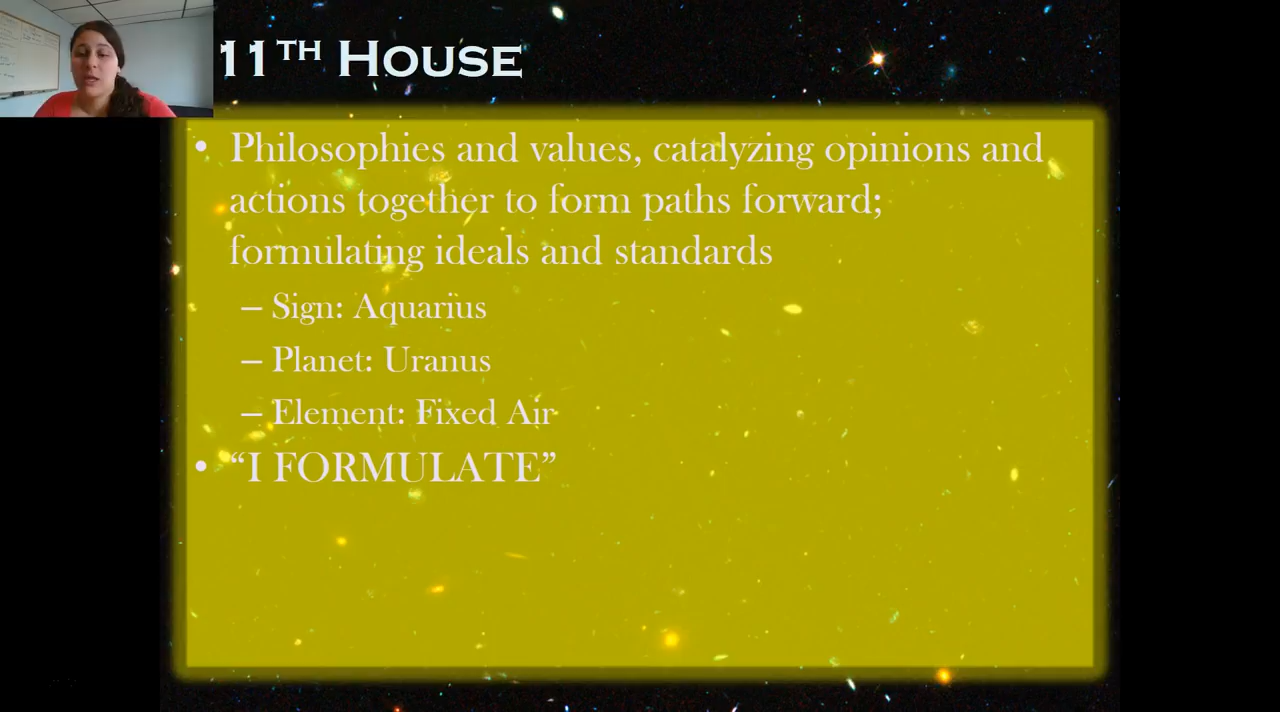 11TH HOUSE
• Philosophies and values, catalyzing opinions and
actions together to form paths forward;
formulating ideals and standards
– Sign: Aquarius
– Planet: Uranus
– Element: Fixed Air
• “I FORMULATE”